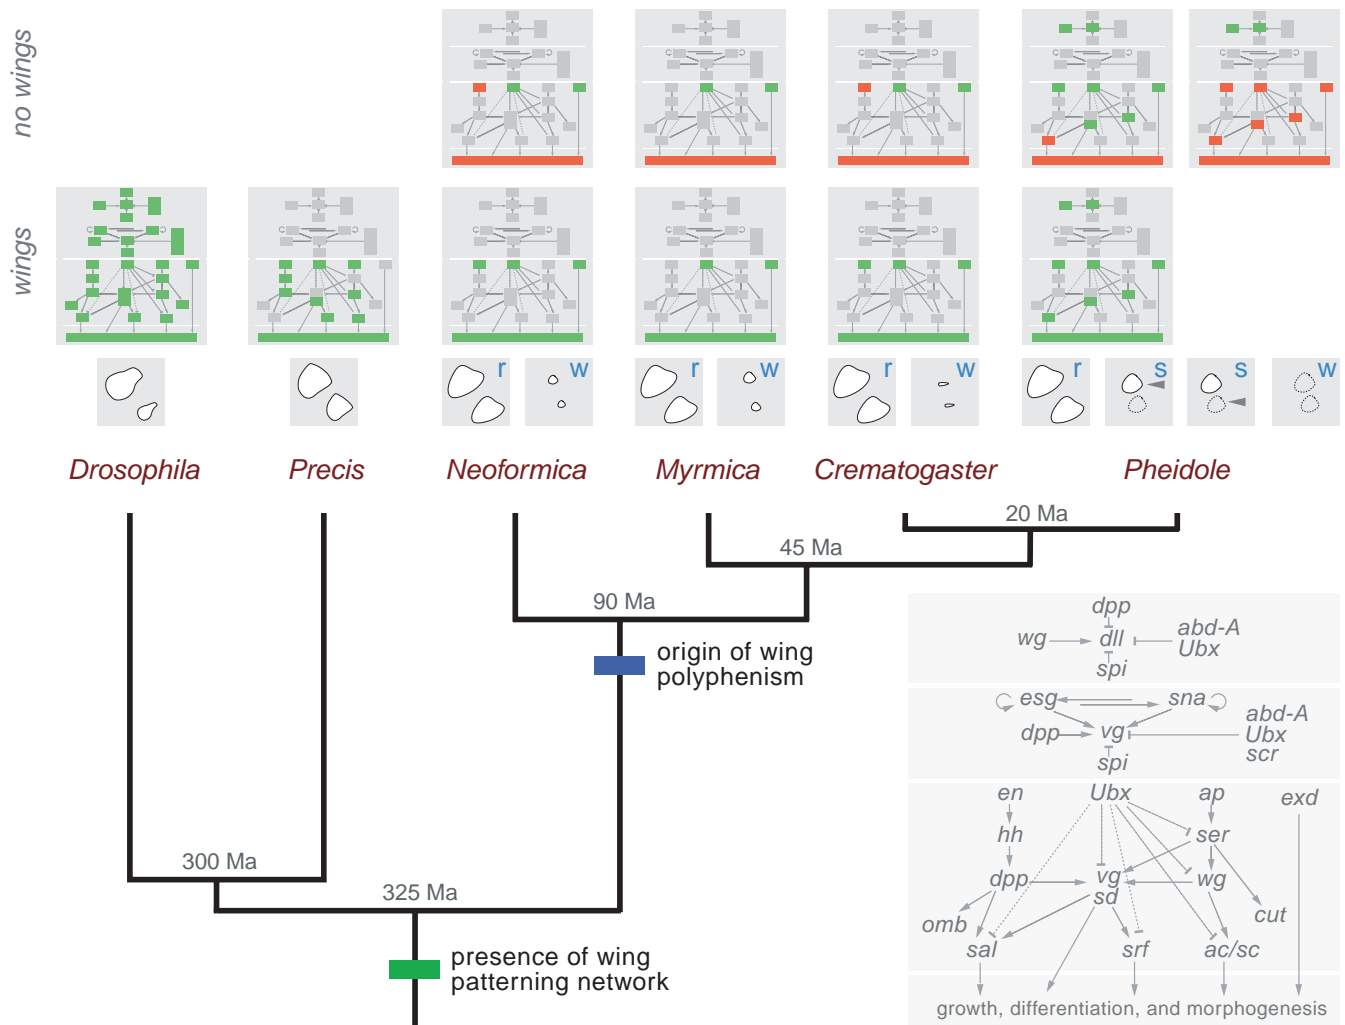 no wings
wings
r w r w r w r s s w
Drosophila Precis Neoformica Myrmica Crematogaster Pheidole
20 Ma
45 Ma
90 Ma
origin of wing
polyphenism
300 Ma
325 Ma
presence of wing
patterning network
dpp
wg dll abd-A
Ubx
spi
esg sna
abd-A
dpp vg Ubx
scr
spi
en Ubx ap exd
hh ser
dpp vg wg
sd
omb cut
sal srf ac/sc
growth, differentiation, and morphogenesis